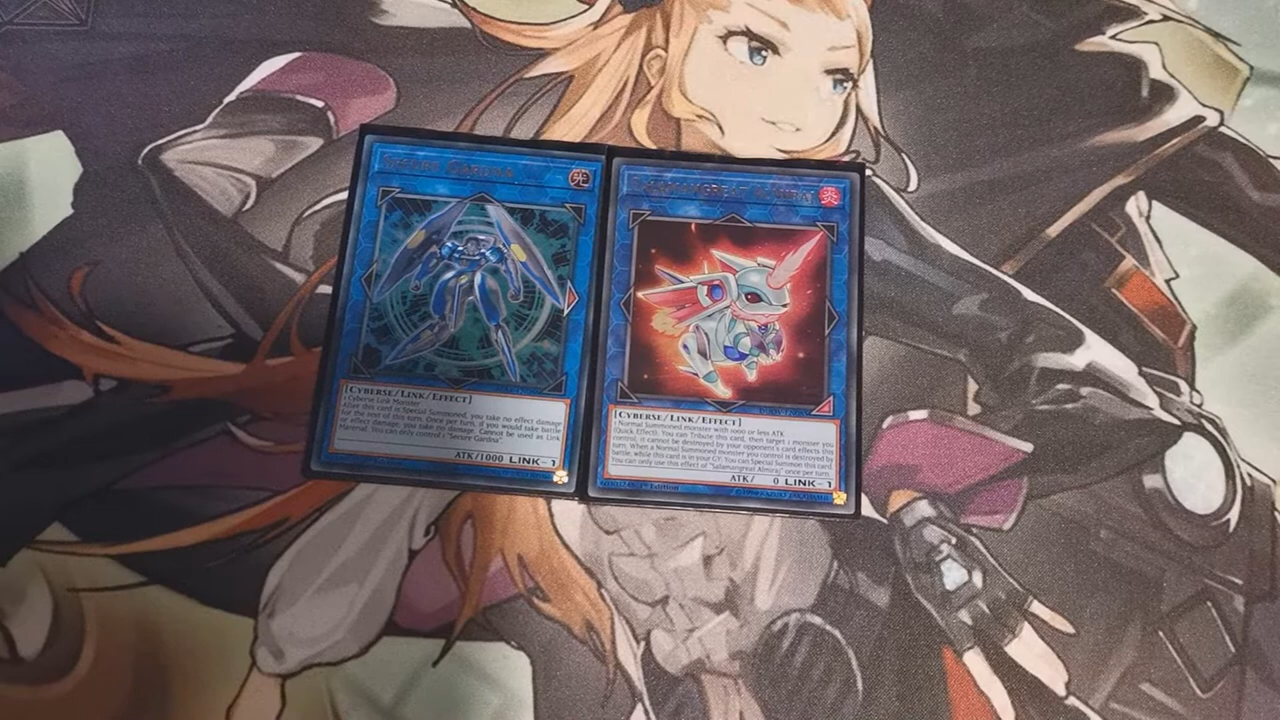 SECURE GARDNA
光
[CYBERSE/LINK/EFFECT]
1 Cyberse Link Monster
After this card is Special Summoned, you take no effect damage
for the rest of this turn. Once per turn, if you would take battle
or effect damage, you take no damage. Cannot be used as Link
Material. You can only control 1 "Secure Gardna".
ATK/1000 LINK-1
SALAMANGREAT ALMIRAJ
炎
[CYBERSE/LINK/EFFECT]
1 Normal Summoned monster with 1000 or less ATK
(Quick Effect): You can Tribute this card, then target 1 monster you
control; it cannot be destroyed by your opponent's card effects this
turn. When a Normal Summoned monster you control is destroyed by
battle, while this card is in your GY: You can Special Summon this card.
You can only use this effect of "Salamangreat Almiraj" once per turn.
ATK/ 0 LINK-1
1st Edition